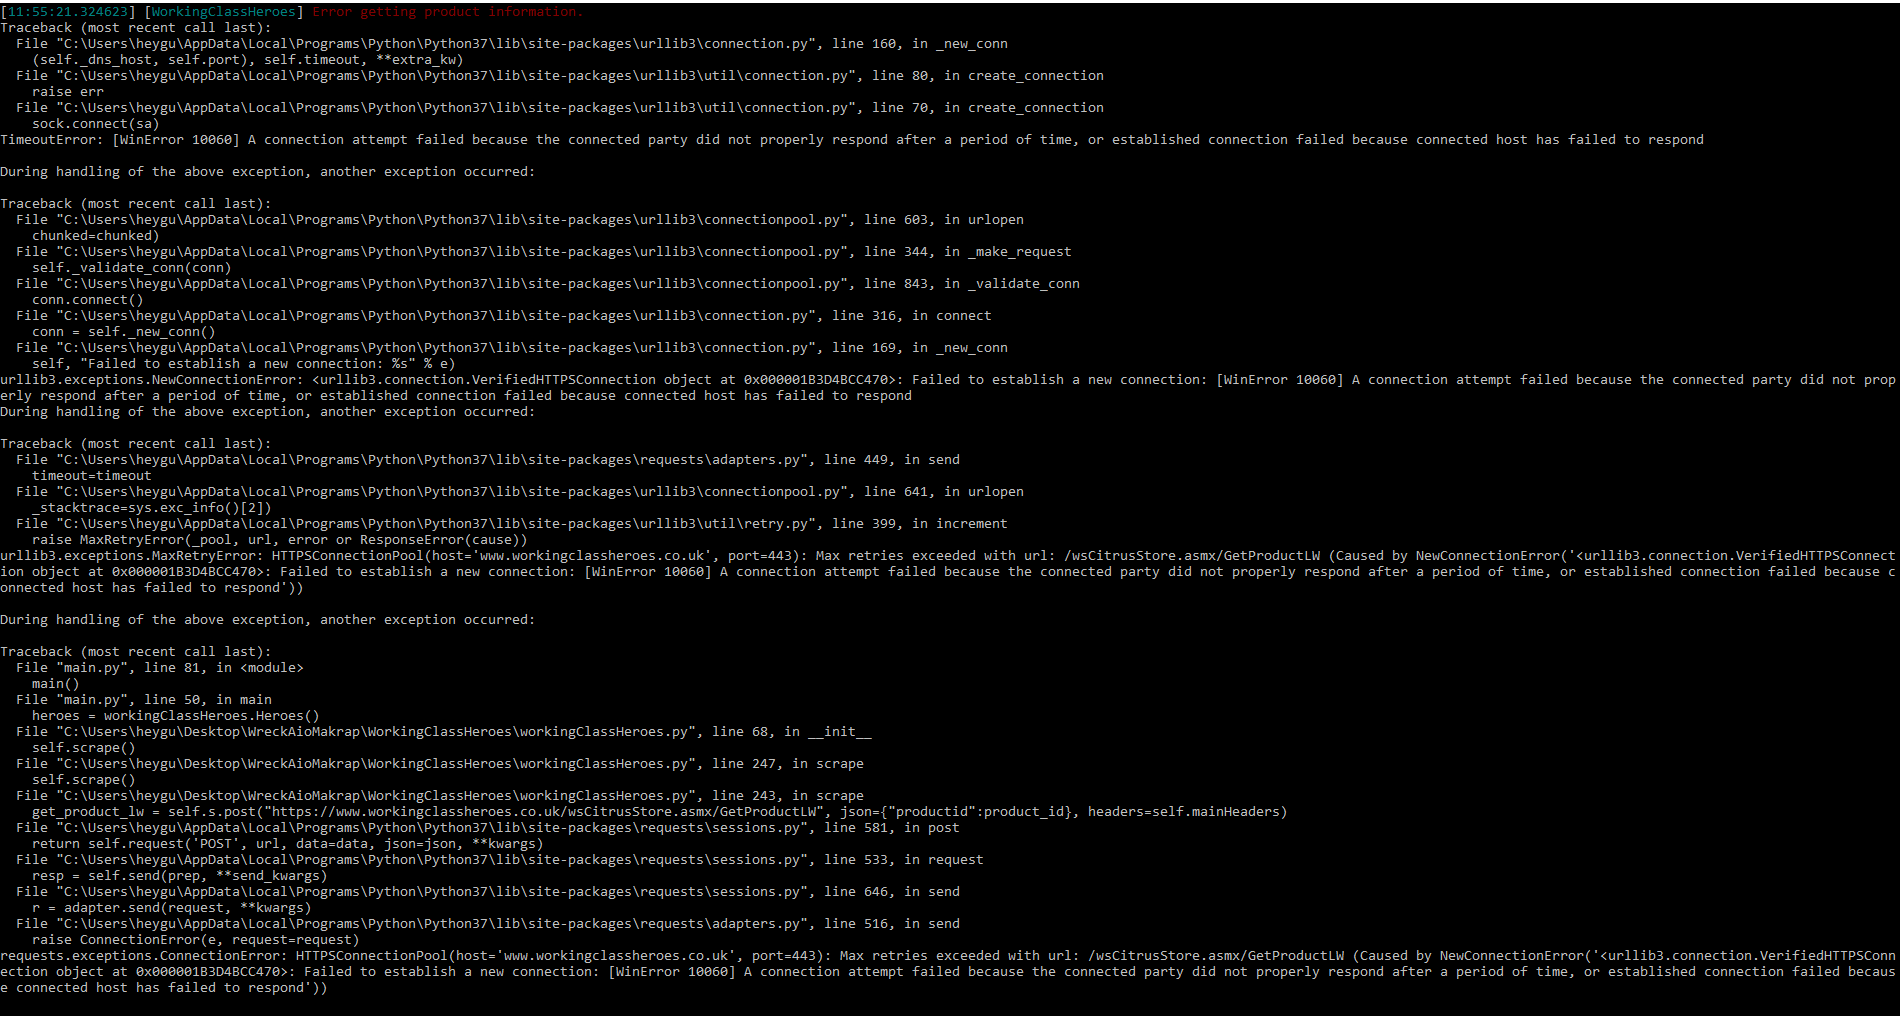 [11:55:21.324623] [WorkingClassHeroes] Error getting product information.
Traceback (most recent call last):
  File "C:\Users\heygu\AppData\Local\Programs\Python\Python37\lib\site-packages\urllib3\connection.py", line 160, in _new_conn
    (self._dns_host, self.port), self.timeout, **extra_kw)
  File "C:\Users\heygu\AppData\Local\Programs\Python\Python37\lib\site-packages\urllib3\util\connection.py", line 80, in create_connection
    raise err
  File "C:\Users\heygu\AppData\Local\Programs\Python\Python37\lib\site-packages\urllib3\util\connection.py", line 70, in create_connection
    sock.connect(sa)
TimeoutError: [WinError 10060] A connection attempt failed because the connected party did not properly respond after a period of time, or established connection failed because connected host has failed to respond

During handling of the above exception, another exception occurred:

Traceback (most recent call last):
  File "C:\Users\heygu\AppData\Local\Programs\Python\Python37\lib\site-packages\urllib3\connectionpool.py", line 603, in urlopen
    chunked=chunked)
  File "C:\Users\heygu\AppData\Local\Programs\Python\Python37\lib\site-packages\urllib3\connectionpool.py", line 344, in _make_request
    self._validate_conn(conn)
  File "C:\Users\heygu\AppData\Local\Programs\Python\Python37\lib\site-packages\urllib3\connectionpool.py", line 843, in _validate_conn
    conn.connect()
  File "C:\Users\heygu\AppData\Local\Programs\Python\Python37\lib\site-packages\urllib3\connection.py", line 316, in connect
    conn = self._new_conn()
  File "C:\Users\heygu\AppData\Local\Programs\Python\Python37\lib\site-packages\urllib3\connection.py", line 169, in _new_conn
    self, "Failed to establish a new connection: %s" % e)
urllib3.exceptions.NewConnectionError: <urllib3.connection.VerifiedHTTPSConnection object at 0x000001B3D4BCC470>: Failed to establish a new connection: [WinError 10060] A connection attempt failed because the connected party did not prop
erly respond after a period of time, or established connection failed because connected host has failed to respond
During handling of the above exception, another exception occurred:

Traceback (most recent call last):
  File "C:\Users\heygu\AppData\Local\Programs\Python\Python37\lib\site-packages\requests\adapters.py", line 449, in send
    timeout=timeout
  File "C:\Users\heygu\AppData\Local\Programs\Python\Python37\lib\site-packages\urllib3\connectionpool.py", line 641, in urlopen
    _stacktrace=sys.exc_info()[2])
  File "C:\Users\heygu\AppData\Local\Programs\Python\Python37\lib\site-packages\urllib3\util\retry.py", line 399, in increment
    raise MaxRetryError(_pool, url, error or ResponseError(cause))
urllib3.exceptions.MaxRetryError: HTTPSConnectionPool(host='www.workingclassheroes.co.uk', port=443): Max retries exceeded with url: /wsCitrusStore.asmx/GetProductLW (Caused by NewConnectionError('<urllib3.connection.VerifiedHTTPSConnect
ion object at 0x000001B3D4BCC470>: Failed to establish a new connection: [WinError 10060] A connection attempt failed because the connected party did not properly respond after a period of time, or established connection failed because c
onnected host has failed to respond'))

During handling of the above exception, another exception occurred:

Traceback (most recent call last):
  File "main.py", line 81, in <module>
    main()
  File "main.py", line 50, in main
    heroes = workingClassHeroes.Heroes()
  File "C:\Users\heygu\Desktop\WreckAioMakrap\WorkingClassHeroes\workingClassHeroes.py", line 68, in __init__
    self.scrape()
  File "C:\Users\heygu\Desktop\WreckAioMakrap\WorkingClassHeroes\workingClassHeroes.py", line 247, in scrape
    self.scrape()
  File "C:\Users\heygu\Desktop\WreckAioMakrap\WorkingClassHeroes\workingClassHeroes.py", line 243, in scrape
    get_product_lw = self.s.post("https://www.workingclassheroes.co.uk/wsCitrusStore.asmx/GetProductLW", json={"productid":product_id}, headers=self.mainHeaders)
  File "C:\Users\heygu\AppData\Local\Programs\Python\Python37\lib\site-packages\requests\sessions.py", line 581, in post
    return self.request('POST', url, data=data, json=json, **kwargs)
  File "C:\Users\heygu\AppData\Local\Programs\Python\Python37\lib\site-packages\requests\sessions.py", line 533, in request
    resp = self.send(prep, **send_kwargs)
  File "C:\Users\heygu\AppData\Local\Programs\Python\Python37\lib\site-packages\requests\sessions.py", line 646, in send
    r = adapter.send(request, **kwargs)
  File "C:\Users\heygu\AppData\Local\Programs\Python\Python37\lib\site-packages\requests\adapters.py", line 516, in send
    raise ConnectionError(e, request=request)
requests.exceptions.ConnectionError: HTTPSConnectionPool(host='www.workingclassheroes.co.uk', port=443): Max retries exceeded with url: /wsCitrusStore.asmx/GetProductLW (Caused by NewConnectionError('<urllib3.connection.VerifiedHTTPSConn
ection object at 0x000001B3D4BCC470>: Failed to establish a new connection: [WinError 10060] A connection attempt failed because the connected party did not properly respond after a period of time, or established connection failed becaus
e connected host has failed to respond'))